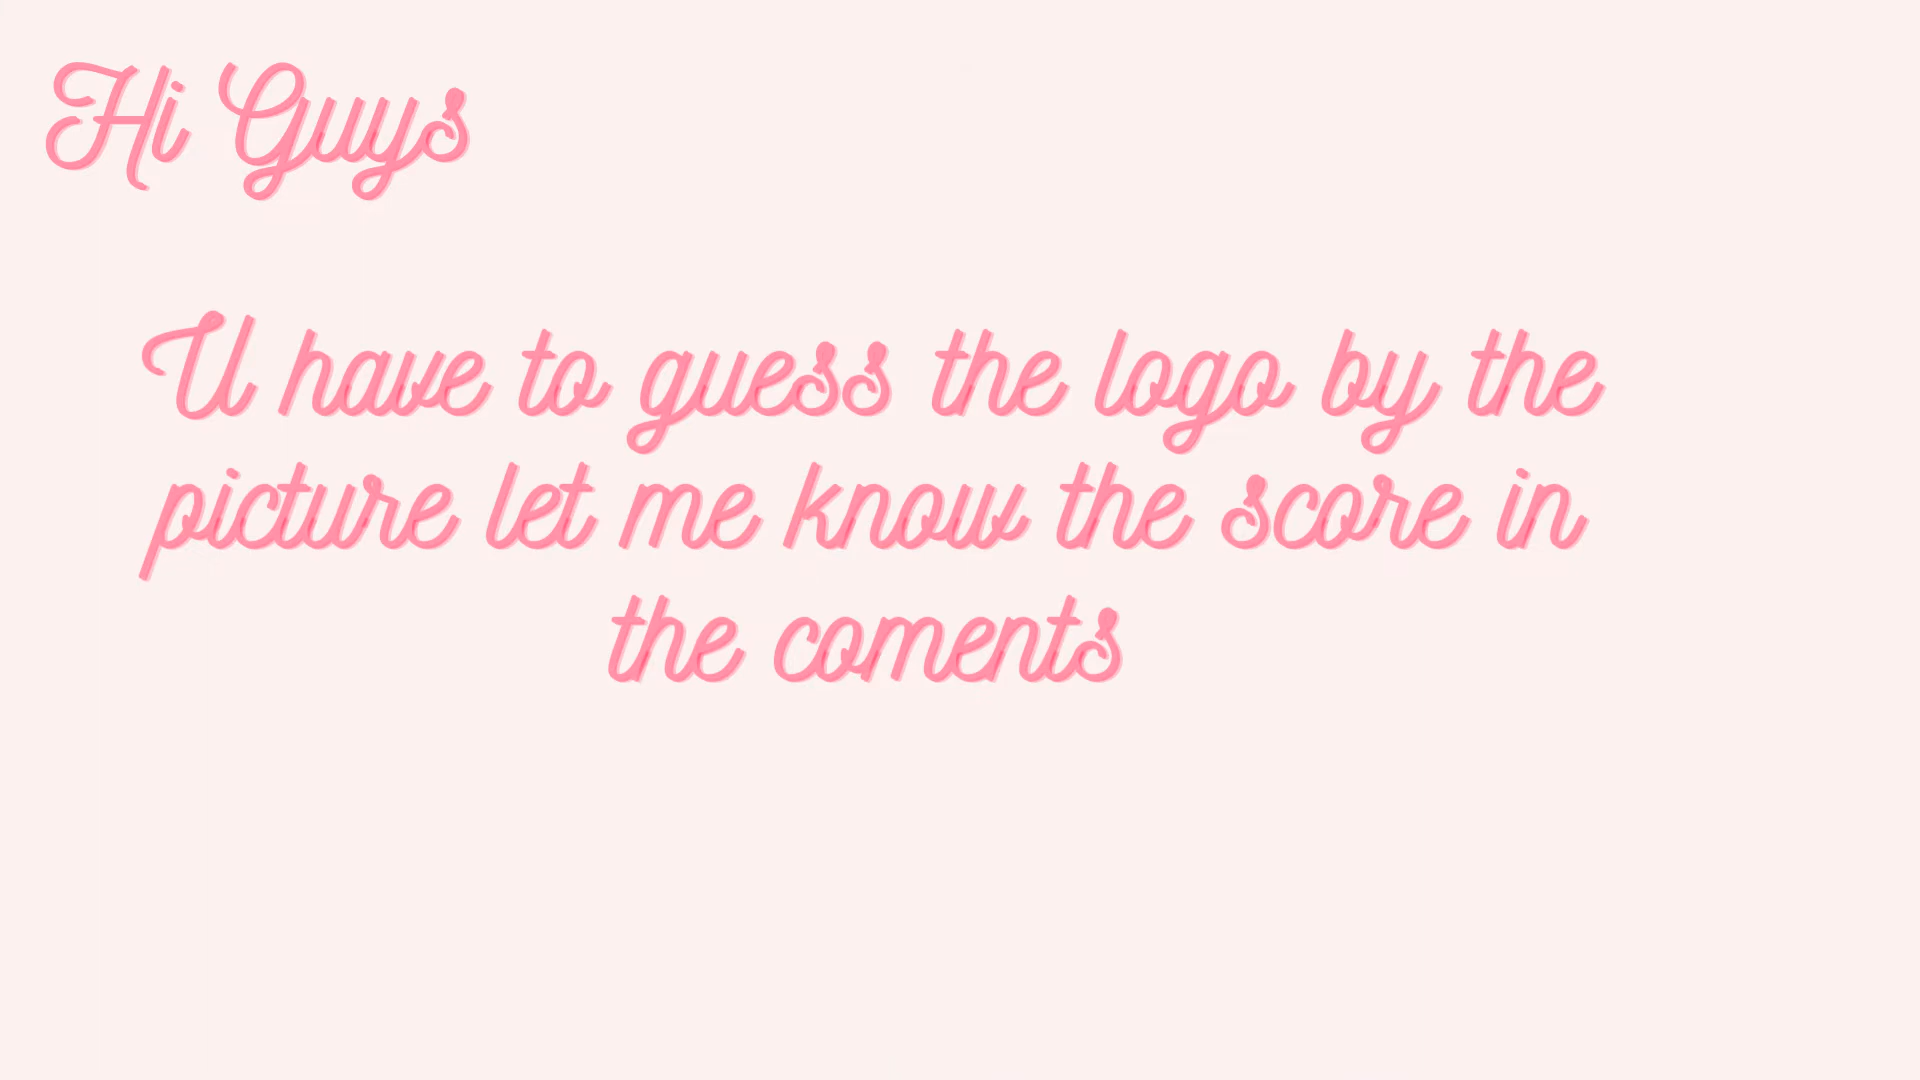 Hi Guys
U have to guess the logo by the
picture let me know the score in
the coments